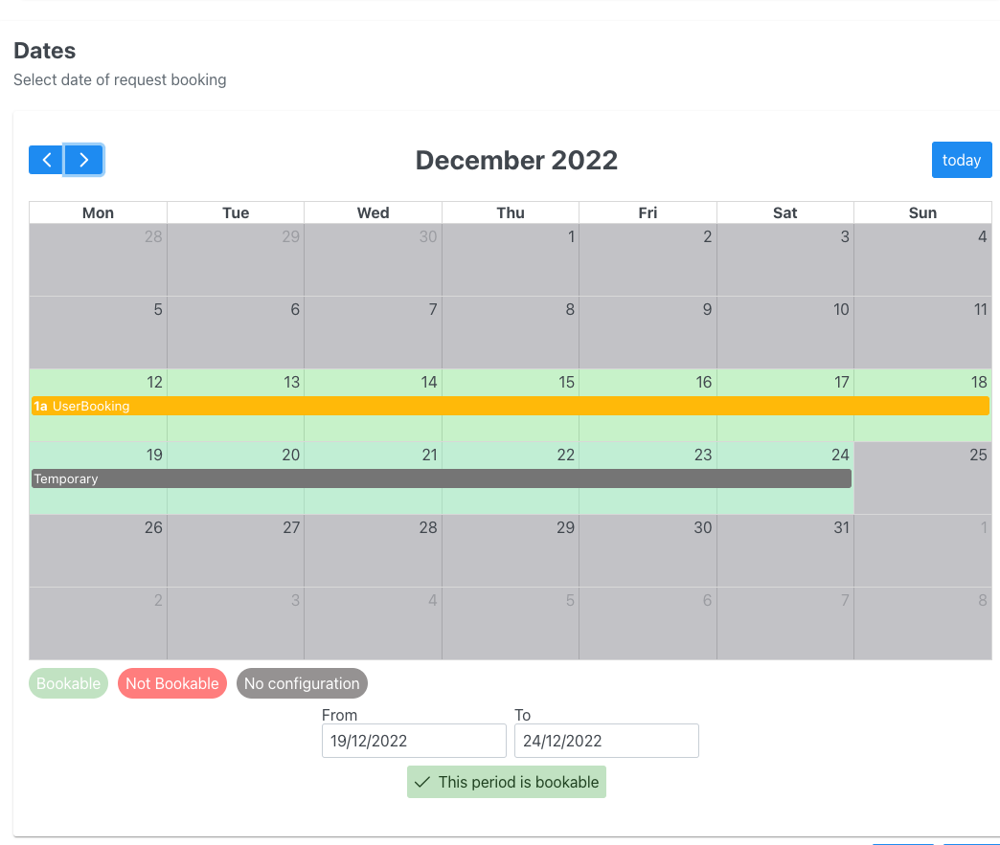 Dates
Select date of request booking
December 2022
today
Mon Tue Wed Thu Fri Sat Sun
28 29 30 1 2 3 4
5 6 7 8 9 10 11
12 13 14 15 16 17 18
1a UserBooking
19 20 21 22 23 24 25
Temporary
26 27 28 29 30 31 1
2 3 4 5 6 7 8
Bookable Not Bookable No configuration
From To
19/12/2022 24/12/2022
This period is bookable